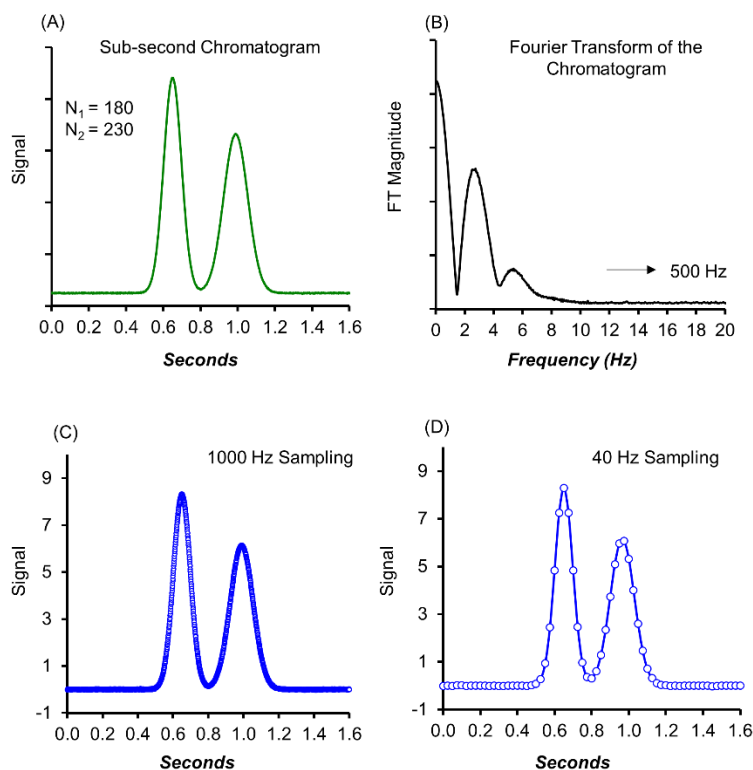 (A)
Sub-second Chromatogram
N₁ = 180
N₂ = 230
Signal
0.0 0.2 0.4 0.6 0.8 1.0 1.2 1.4 1.6
Seconds
(B)
Fourier Transform of the
Chromatogram
FT Magnitude
500 Hz
0 2 4 6 8 10 12 14 16 18 20
Frequency (Hz)
(C)
1000 Hz Sampling
Signal
9
7
5
3
1
-1
0.0 0.2 0.4 0.6 0.8 1.0 1.2 1.4 1.6
Seconds
(D)
40 Hz Sampling
Signal
9
7
5
3
1
-1
0.0 0.2 0.4 0.6 0.8 1.0 1.2 1.4 1.6
Seconds